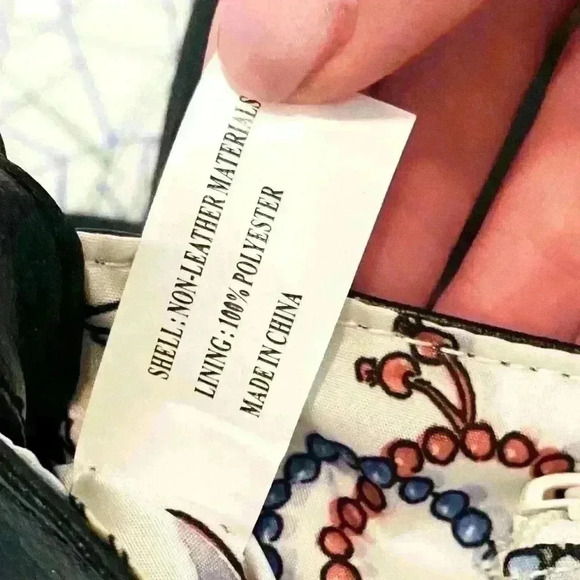 SHELL: NON-LEATHER MATERIALS
LINING: 100% POLYESTER
MADE IN CHINA